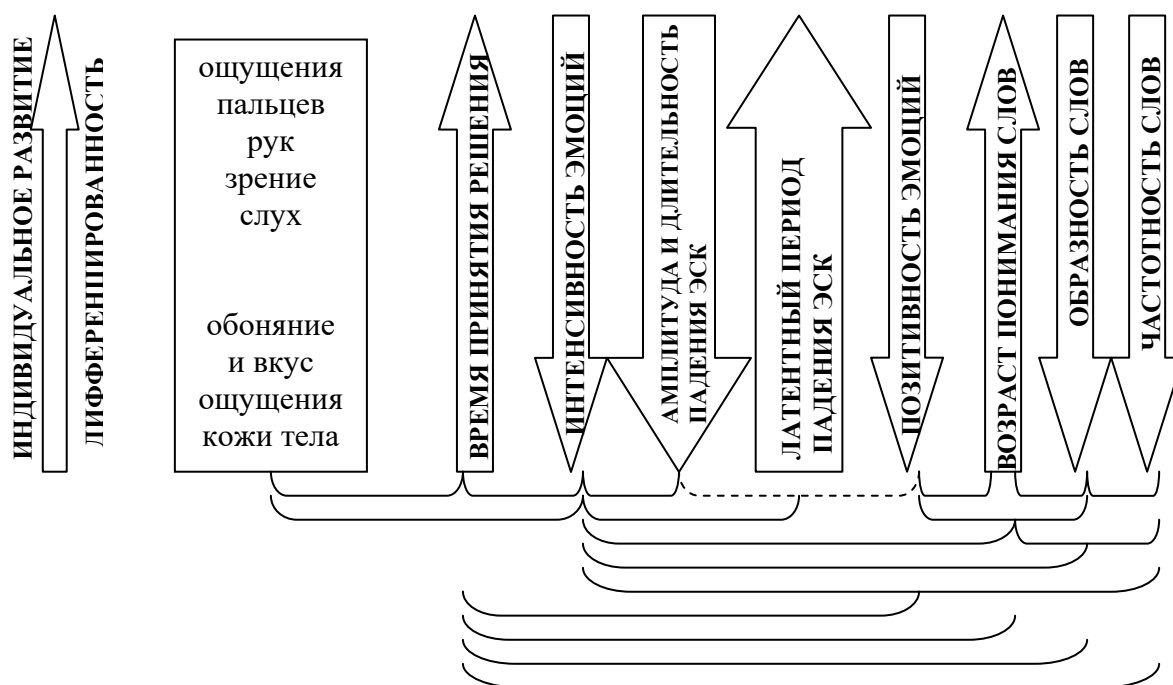 ИНДИВИДУАЛЬНОЕ РАЗВИТИЕ
ДИФФЕРЕНЦИРОВАННОСТЬ
ощущения
пальцев
рук
зрение
слух
обоняние
и вкус
ощущения
кожи тела
ВРЕМЯ ПРИНЯТИЯ РЕШЕНИЯ
ИНТЕНСИВНОСТЬ ЭМОЦИЙ
АМПЛИТУДА И ДЛИТЕЛЬНОСТЬ
ПАДЕНИЯ ЭСК
ЛАТЕНТНЫЙ ПЕРИОД
ПАДЕНИЯ ЭСК
ПОЗИТИВНОСТЬ ЭМОЦИЙ
ВОЗРАСТ ПОНИМАНИЯ СЛОВ
ОБРАЗНОСТЬ СЛОВ
ЧАСТОТНОСТЬ СЛОВ